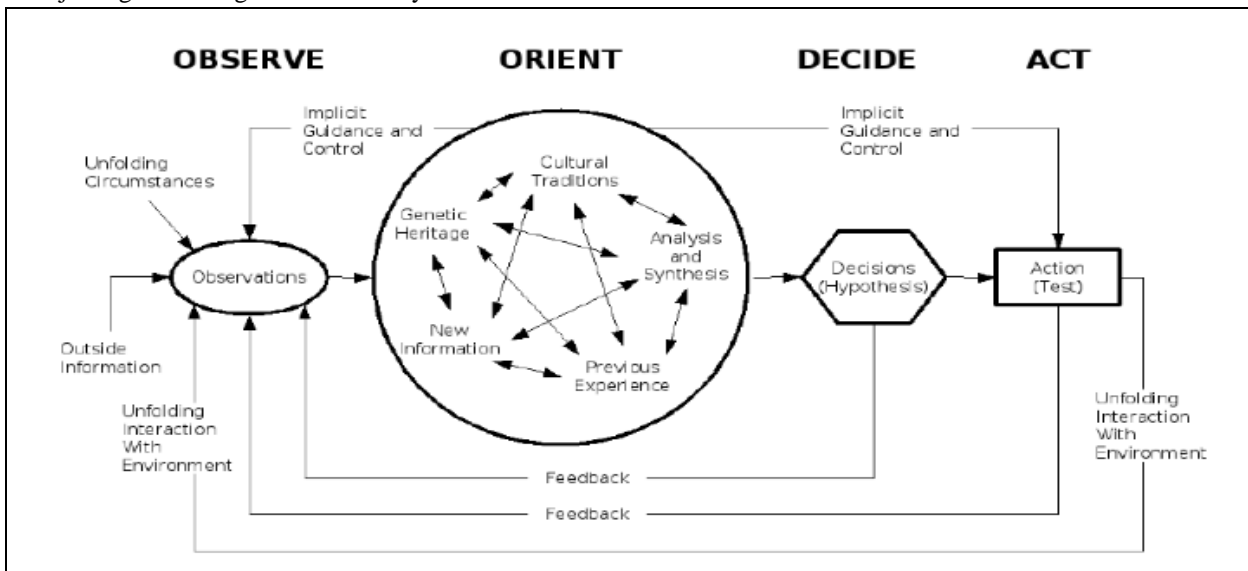 OBSERVE ORIENT DECIDE ACT
Implicit
Guidance and
Control
Implicit
Guidance and
Control
Unfolding
Circumstances
Cultural
Traditions
Genetic
Heritage
Analysis
and
Synthesis
Observations
Decisions
(Hypothesis)
Action
(Test)
New
Information
Previous
Experience
Outside
Information
Unfolding
Interaction
With
Environment
Unfolding
Interaction
With
Environment
Feedback
Feedback